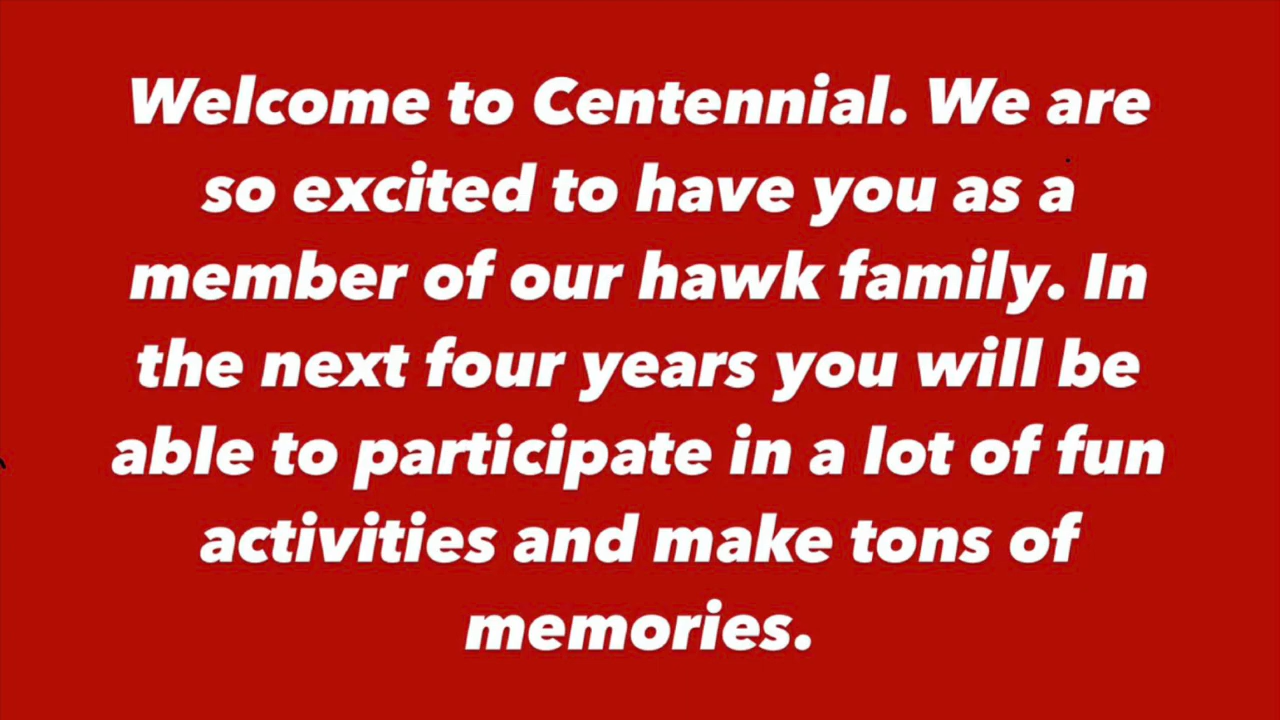 Welcome to Centennial. We are
so excited to have you as a
member of our hawk family. In
the next four years you will be
able to participate in a lot of fun
activities and make tons of
memories.